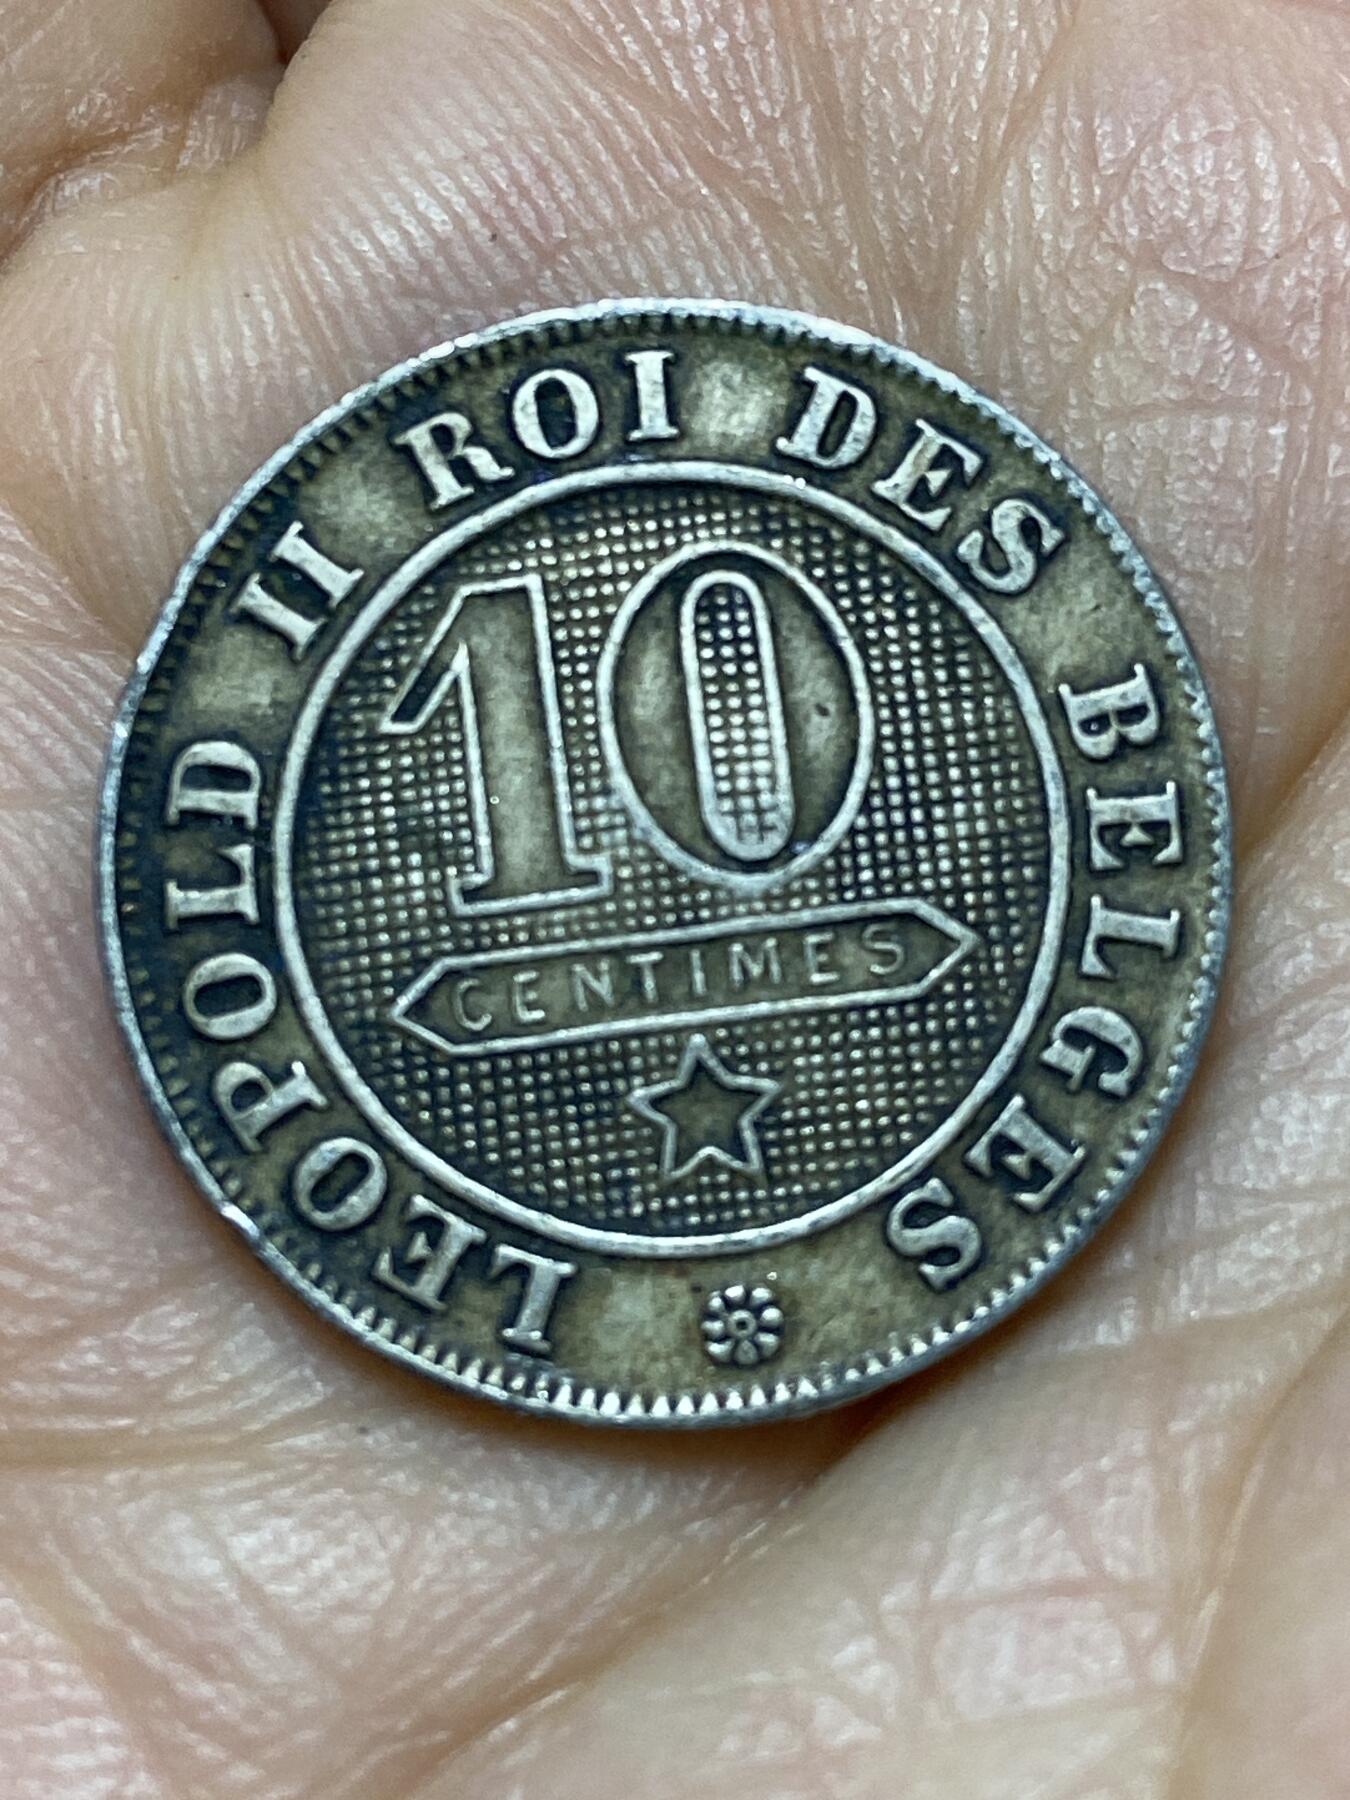 LEOPOLD II ROI DES BELGES
10
CENTIMES